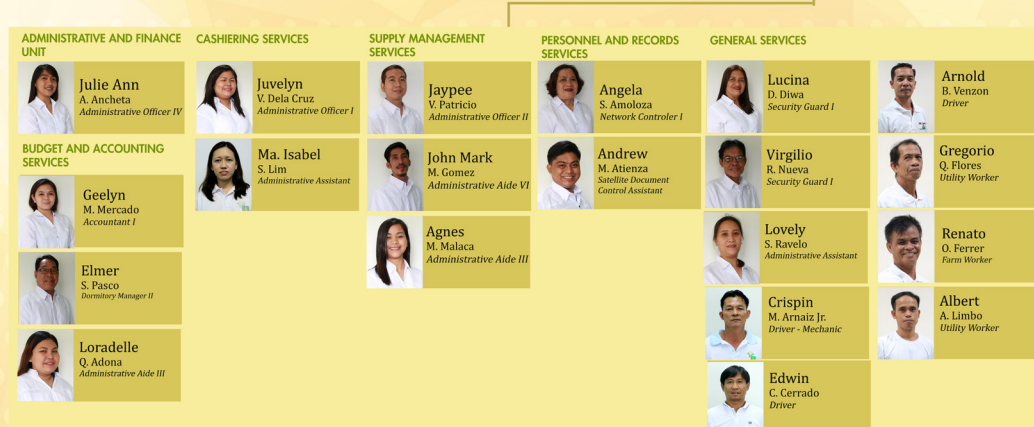 ADMINISTRATIVE AND FINANCE
UNIT
Julie Ann
A. Ancheta
Administrative Officer IV
BUDGET AND ACCOUNTING
SERVICES
Geelyn
M. Mercado
Accountant I
Elmer
S. Pasco
Dormitory Manager II
Loradelle
Q. Adona
Administrative Aide III
CASHIERING SERVICES
Juvelyn
V. Dela Cruz
Administrative Officer I
Ma. Isabel
S. Lim
Administrative Assistant
SUPPLY MANAGEMENT
SERVICES
Jaypee
V. Patricio
Administrative Officer II
John Mark
M. Gomez
Administrative Aide VI
Agnes
M. Malaca
Administrative Aide III
PERSONNEL AND RECORDS
SERVICES
Angela
S. Amoloza
Network Controler I
Andrew
M. Atienza
Satellite Document
Control Assistant
GENERAL SERVICES
Lucina
D. Diwa
Security Guard I
Virgilio
R. Nueva
Security Guard I
Lovely
S. Ravelo
Administrative Assistant
Crispin
M. Arnaiz Jr.
Driver - Mechanic
Edwin
C. Cerrado
Driver
Arnold
B. Venzon
Driver
Gregorio
Q. Flores
Utility Worker
Renato
O. Ferrer
Farm Worker
Albert
A. Limbo
Utility Worker